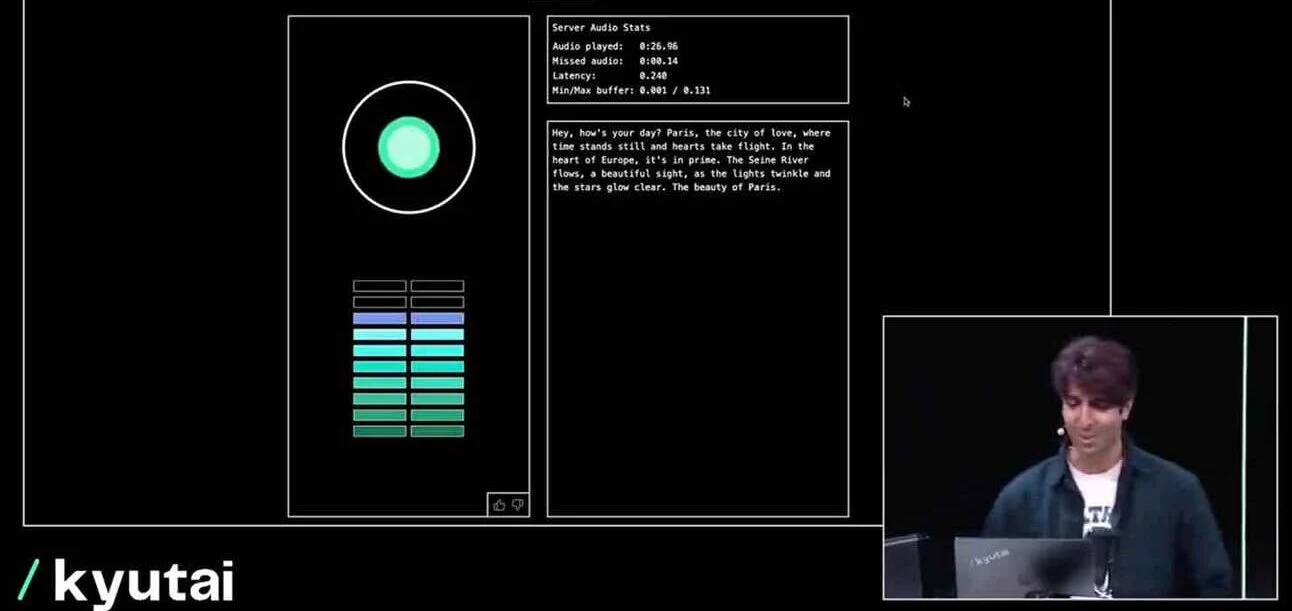 Server Audio Stats
Audio played: 0:26.96
Missed audio: 0:00.14
Latency: 0.240
Min/Max buffer: 0.001 / 0.131
Hey, how's your day? Paris, the city of love, where
time stands still and hearts take flight. In the
heart of Europe, it's in prime. The Seine River
flows, a beautiful sight, as the lights twinkle and
the stars glow clear. The beauty of Paris.
/ kyutai
/ kyutai